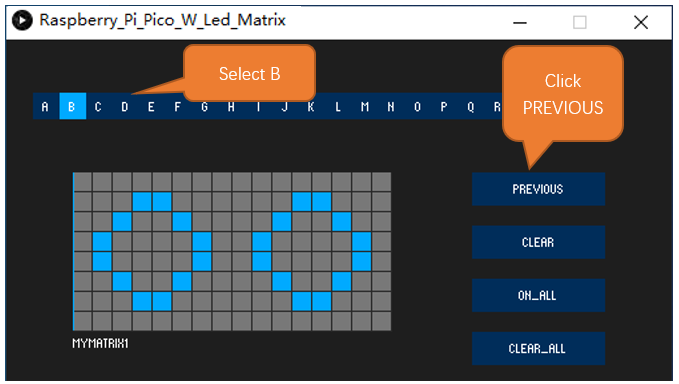 Raspberry_Pi_Pico_W_Led_Matrix
Select B
Click
PREVIOUS
A B C D E F G H I J K L M N O P Q R
PREVIOUS
CLEAR
ON_ALL
CLEAR_ALL
MYMATRIX1